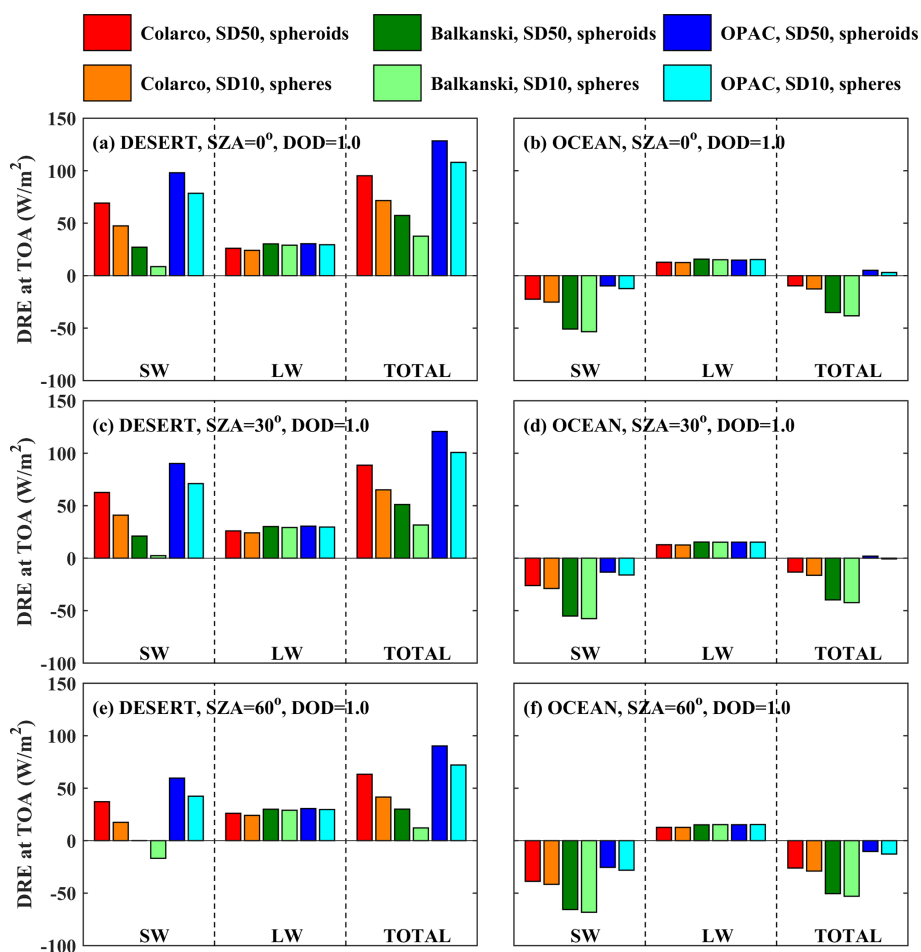 Colarco, SD50, spheroids
Balkanski, SD50, spheroids
OPAC, SD50, spheroids
Colarco, SD10, spheres
Balkanski, SD10, spheres
OPAC, SD10, spheres
(a) DESERT, SZA=0°, DOD=1.0
DRE at TOA (W/m²)
150
100
50
0
-50
-100
SW
LW
TOTAL
(b) OCEAN, SZA=0°, DOD=1.0
SW
LW
TOTAL
(c) DESERT, SZA=30°, DOD=1.0
DRE at TOA (W/m²)
150
100
50
0
-50
-100
SW
LW
TOTAL
(d) OCEAN, SZA=30°, DOD=1.0
SW
LW
TOTAL
(e) DESERT, SZA=60°, DOD=1.0
DRE at TOA (W/m²)
150
100
50
0
-50
-100
SW
LW
TOTAL
(f) OCEAN, SZA=60°, DOD=1.0
SW
LW
TOTAL